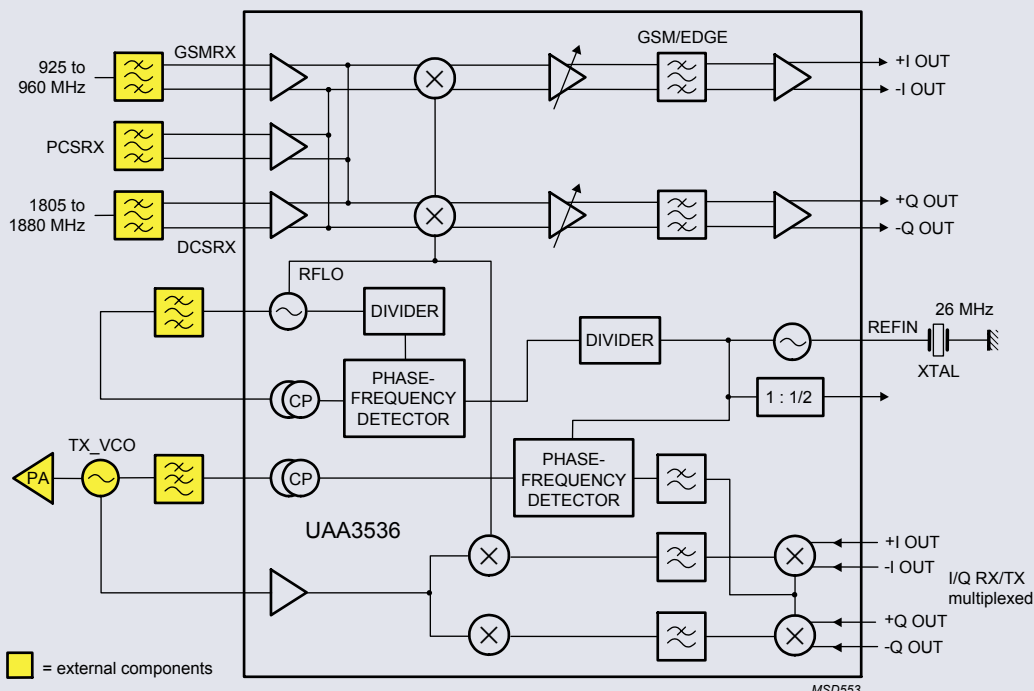 GSMRX
GSM/EDGE
925 to
960 MHz
+I OUT
-I OUT
PCSRX
1805 to
1880 MHz
+Q OUT
-Q OUT
DCSRX
RFLO
DIVIDER
DIVIDER
REFIN
26 MHz
XTAL
PHASE-
FREQUENCY
DETECTOR
CP
1 : 1/2
TX_VCO
PA
CP
PHASE-
FREQUENCY
DETECTOR
UAA3536
+I OUT
-I OUT
I/Q RX/TX
multiplexed
+Q OUT
-Q OUT
= external components
MSD553